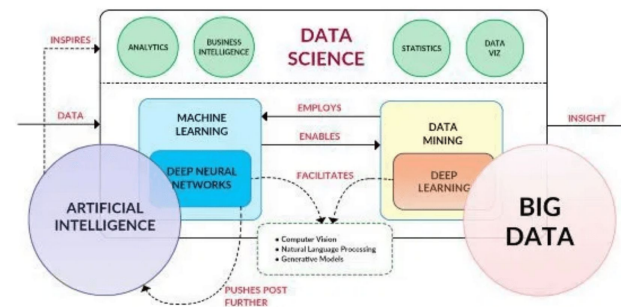 INSPIRES
ANALYTICS
BUSINESS
INTELLIGENCE
DATA
SCIENCE
STATISTICS
DATA
VIZ
DATA
MACHINE
LEARNING
EMPLOYS
ENABLES
DATA
MINING
INSIGHT
DEEP NEURAL
NETWORKS
FACILITATES
DEEP
LEARNING
ARTIFICIAL
INTELLIGENCE
• Computer Vision
• Natural Language Processing
• Generative Models
BIG
DATA
PUSHES POST
FURTHER